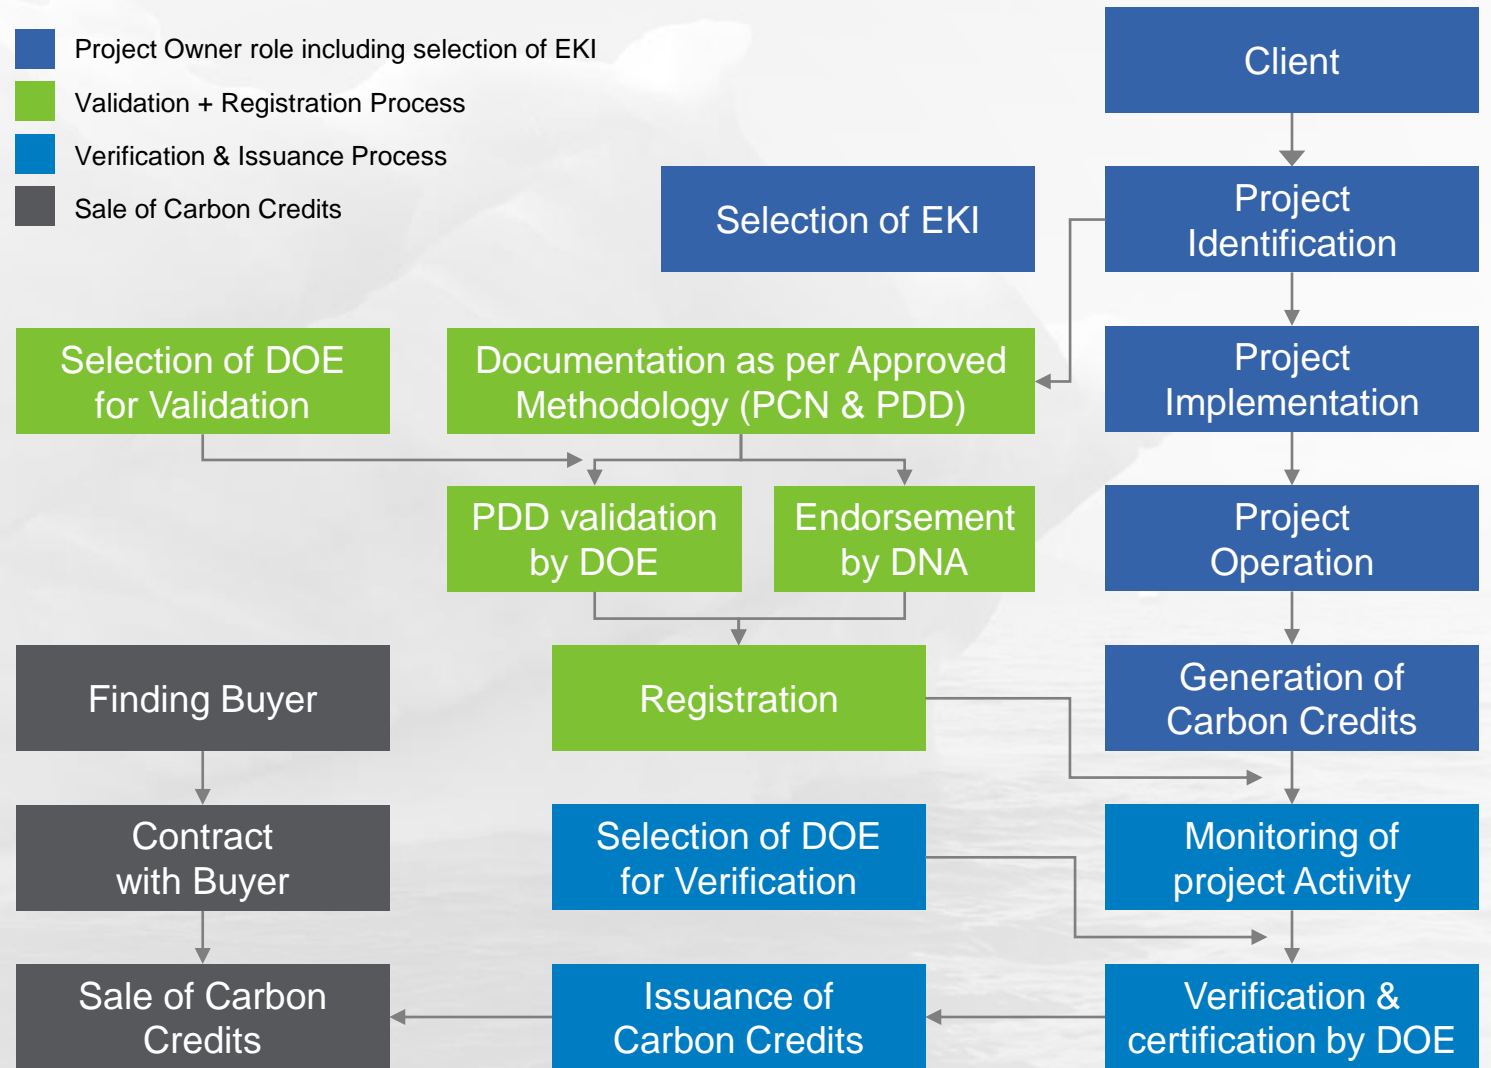 Project Owner role including selection of EKI
Validation + Registration Process
Verification & Issuance Process
Sale of Carbon Credits
Client
Selection of EKI
Project
Identification
Selection of DOE
for Validation
Documentation as per Approved
Methodology (PCN & PDD)
Project
Implementation
PDD validation
by DOE
Endorsement
by DNA
Project
Operation
Finding Buyer
Registration
Generation of
Carbon Credits
Contract
with Buyer
Selection of DOE
for Verification
Monitoring of
project Activity
Sale of Carbon
Credits
Issuance of
Carbon Credits
Verification &
certification by DOE